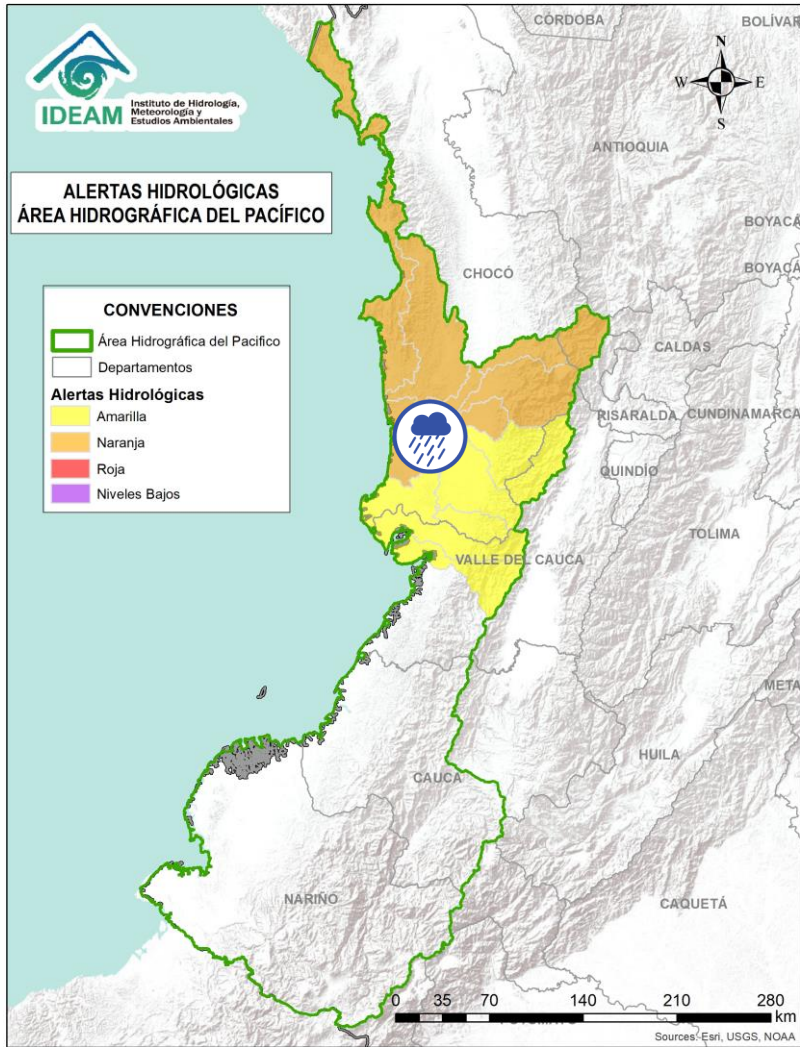 IDEAM
Instituto de Hidrología,
Meteorología y
Estudios Ambientales
ALERTAS HIDROLÓGICAS
ÁREA HIDROGRÁFICA DEL PACÍFICO
CONVENCIONES
Área Hidrográfica del Pacifico
Departamentos
Alertas Hidrológicas
Amarilla
Naranja
Roja
Niveles Bajos
CÓRDOBA
BOLÍVAR
N
W
E
S
ANTIOQUIA
BOYACÁ
BOYACÁ
CHOCÓ
CALDAS
RISARALDA
CUNDINAMARCA
QUINDÍO
TOLIMA
VALLE DEL CAUCA
META
HUILA
CAUCA
NARIÑO
CAQUETÁ
0 35 70 140 210 280
km
Sources: Esri, USGS, NOAA